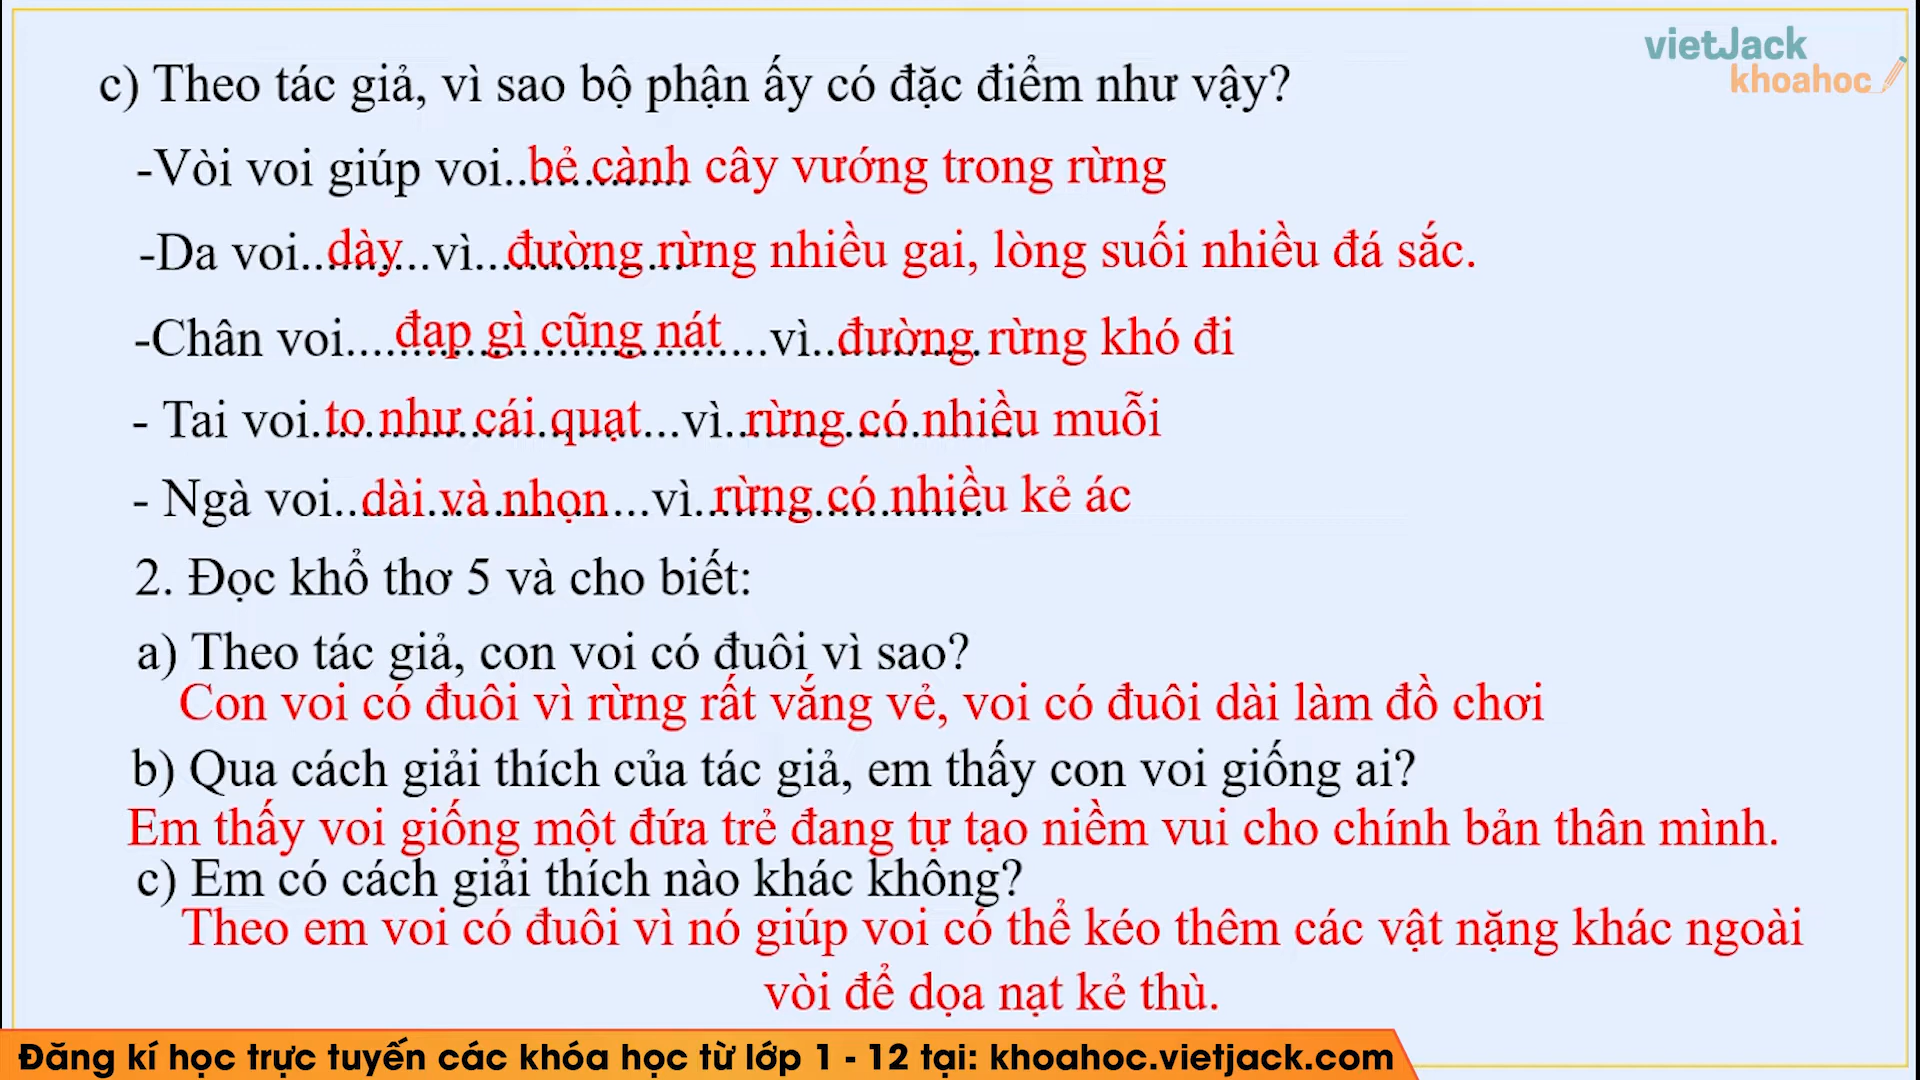 vietJack
khoahoc
c) Theo tác giả, vì sao bộ phận ấy có đặc điểm như vậy?
-Vòi voi giúp voi..bẻ cành cây vướng trong rừng
-Da voi..dày..vì..đường rừng nhiều gai, lòng suối nhiều đá sắc.
-Chân voi....đạp gì cũng nát....vì..đường rừng khó đi
- Tai voi.to như cái quạt...vì..rừng có nhiều muỗi
- Ngà voi..dài và nhọn...vì.rừng có nhiều kẻ ác
2. Đọc khổ thơ 5 và cho biết:
a) Theo tác giả, con voi có đuôi vì sao?
Con voi có đuôi vì rừng rất vắng vẻ, voi có đuôi dài làm đồ chơi
b) Qua cách giải thích của tác giả, em thấy con voi giống ai?
Em thấy voi giống một đứa trẻ đang tự tạo niềm vui cho chính bản thân mình.
c) Em có cách giải thích nào khác không?
Theo em voi có đuôi vì nó giúp voi có thể kéo thêm các vật nặng khác ngoài
vòi để dọa nạt kẻ thù.
Đăng kí học trực tuyến các khóa học từ lớp 1 - 12 tại: khoahoc.vietjack.com